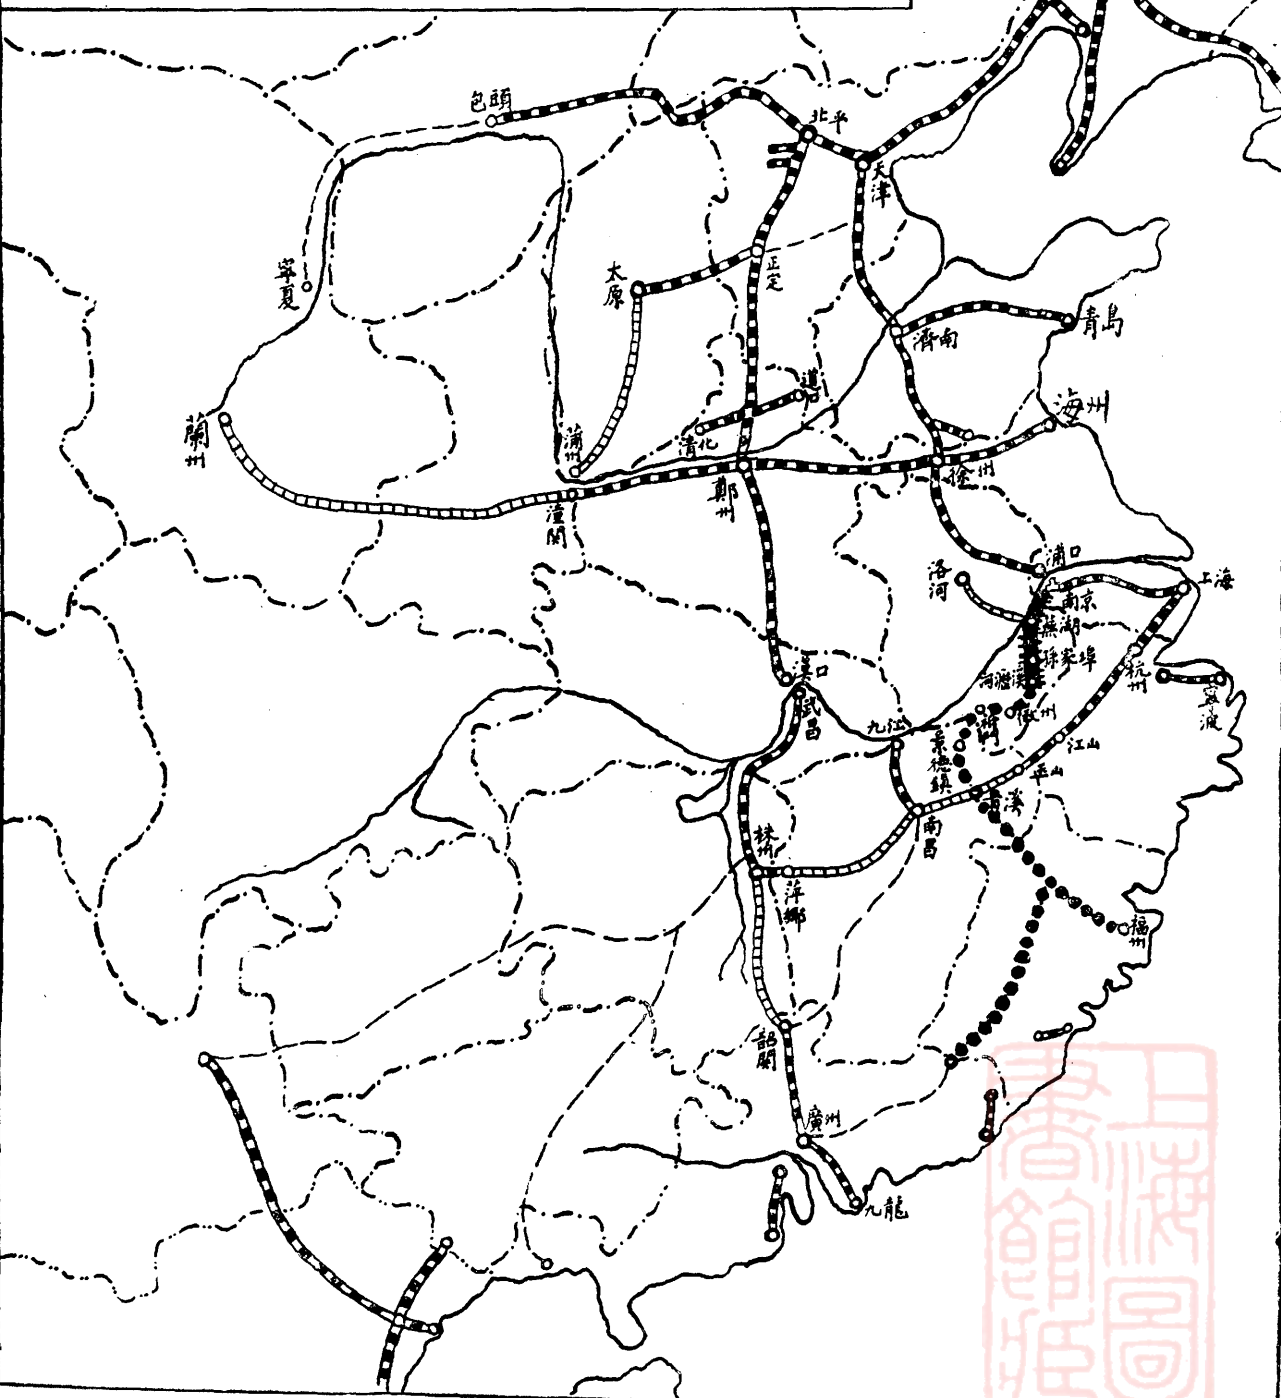 包頭
北平
天津
寧夏
太原
正定
濟南
青島
道口
海州
蘭州
蒲州
清化
徐州
鄭州
潼關
浦口
洛河
上海
南京
蕪湖
孫家埠
杭州
河瀝溪
寧波
漢口
徽州
祁門
武昌
九江
景德鎮
江山
玉山
貴溪
南昌
株州
萍鄉
福州
韶關
廣州
九龍
上海圖
書館藏